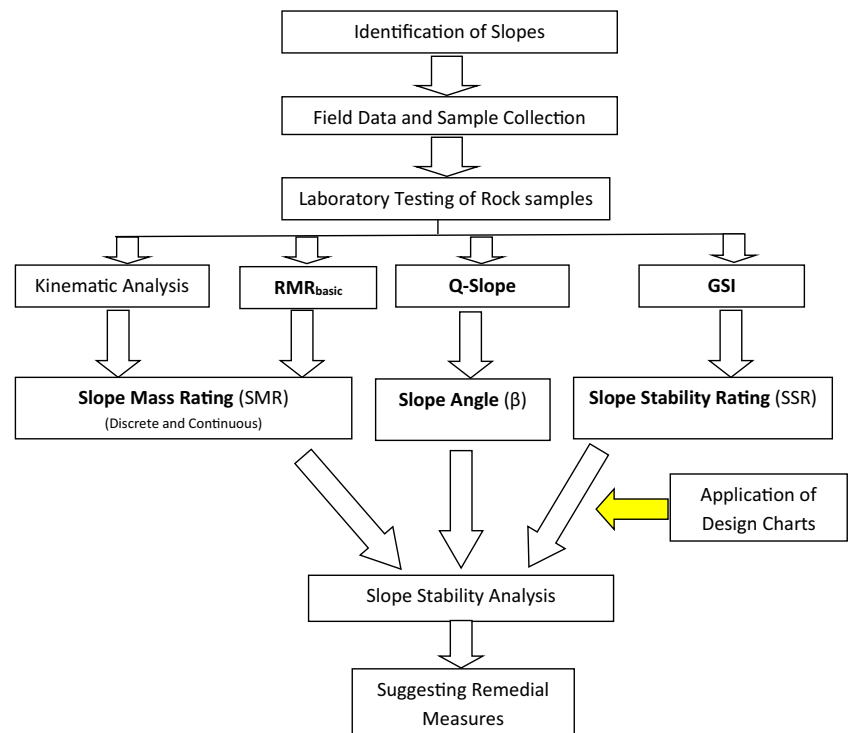 Identification of Slopes
Field Data and Sample Collection
Laboratory Testing of Rock samples
Kinematic Analysis
RMRbasic
Q-Slope
GSI
Slope Mass Rating (SMR)
(Discrete and Continuous)
Slope Angle (β)
Slope Stability Rating (SSR)
Application of
Design Charts
Slope Stability Analysis
Suggesting Remedial
Measures